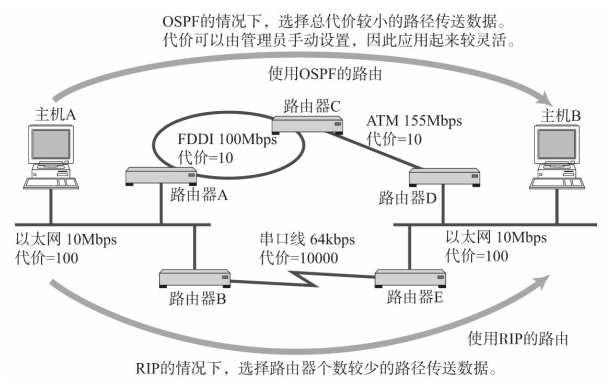 OSPF的情况下，选择总代价较小的路径传送数据。
代价可以由管理员手动设置，因此应用起来较灵活。
使用OSPF的路由
主机A
路由器C
主机B
FDDI 100Mbps
代价=10
ATM 155Mbps
代价=10
路由器A
路由器D
以太网 10Mbps
代价=100
串口线 64kbps
代价=10000
以太网 10Mbps
代价=100
路由器B
路由器E
使用RIP的路由
RIP的情况下，选择路由器个数较少的路径传送数据。